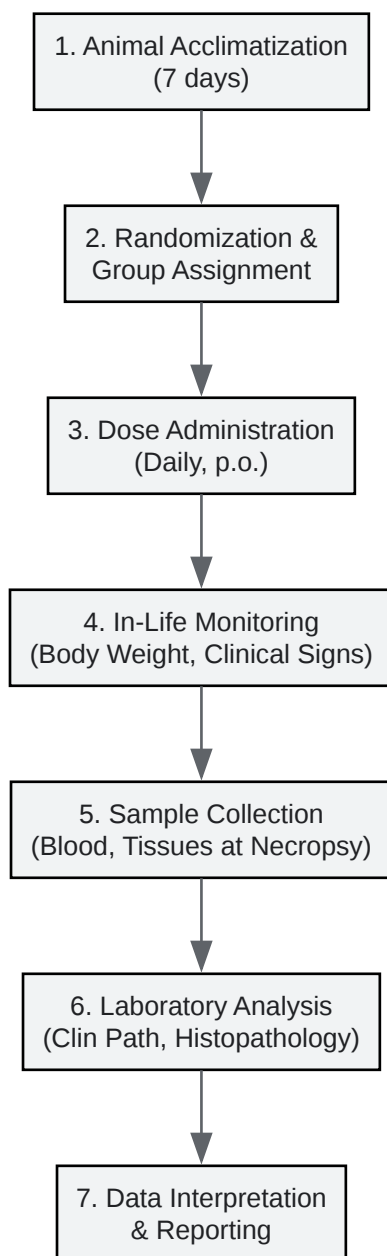 1. Animal Acclimatization
(7 days)
2. Randomization &
Group Assignment
3. Dose Administration
(Daily, p.o.)
4. In-Life Monitoring
(Body Weight, Clinical Signs)
5. Sample Collection
(Blood, Tissues at Necropsy)
6. Laboratory Analysis
(Clin Path, Histopathology)
7. Data Interpretation
& Reporting